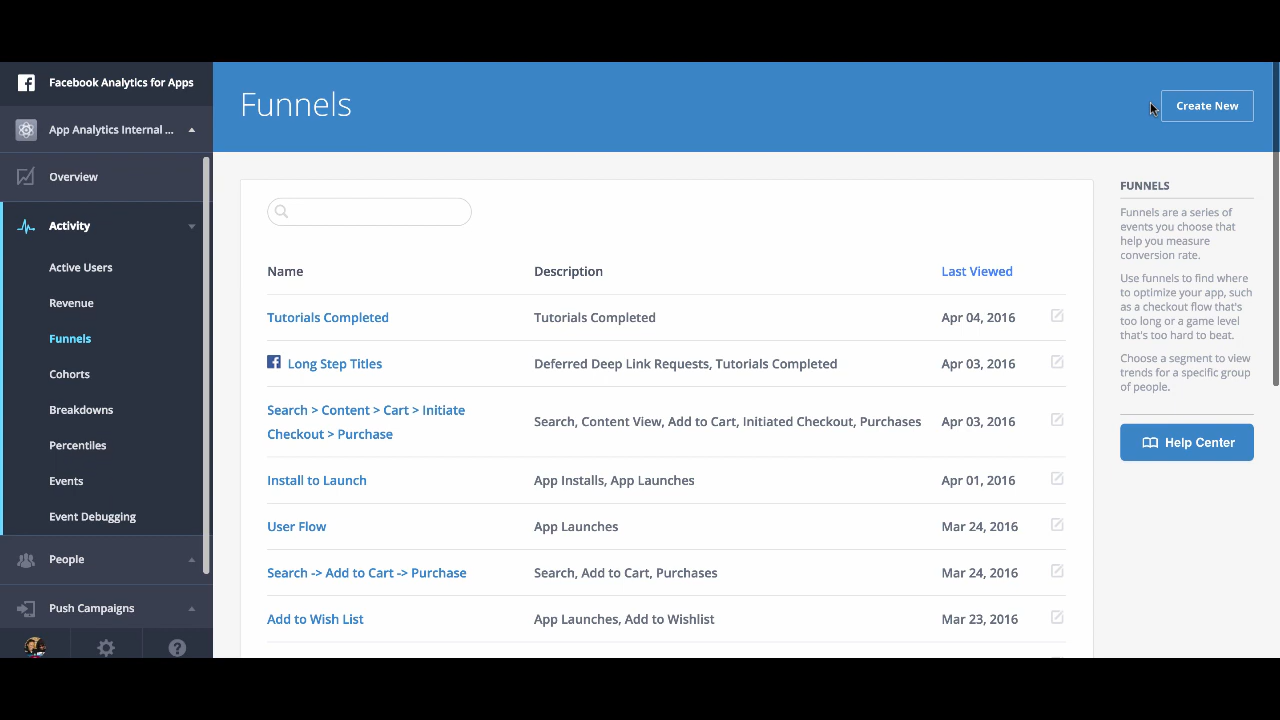 Facebook Analytics for Apps
App Analytics Internal ...
Overview
Activity
Active Users
Revenue
Funnels
Cohorts
Breakdowns
Percentiles
Events
Event Debugging
People
Push Campaigns
Funnels
Create New
Name Description Last Viewed
Tutorials Completed Tutorials Completed Apr 04, 2016
Long Step Titles Deferred Deep Link Requests, Tutorials Completed Apr 03, 2016
Search > Content > Cart > Initiate
Checkout > Purchase
Search, Content View, Add to Cart, Initiated Checkout, Purchases Apr 03, 2016
Install to Launch App Installs, App Launches Apr 01, 2016
User Flow App Launches Mar 24, 2016
Search -> Add to Cart -> Purchase Search, Add to Cart, Purchases Mar 24, 2016
Add to Wish List App Launches, Add to Wishlist Mar 23, 2016
FUNNELS
Funnels are a series of
events you choose that
help you measure
conversion rate.
Use funnels to find where
to optimize your app, such
as a checkout flow that's
too long or a game level
that's too hard to beat.
Choose a segment to view
trends for a specific group
of people.
Help Center